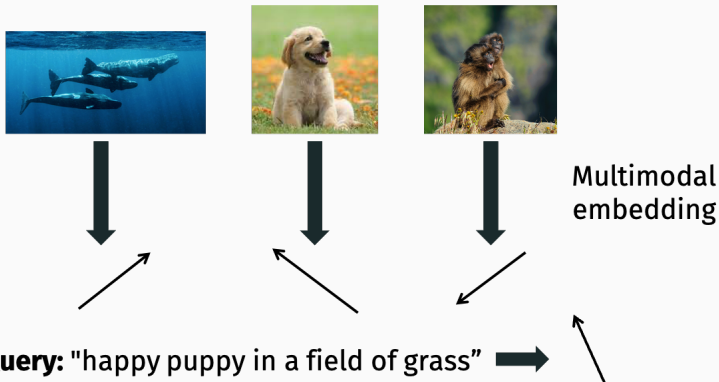 Multimodal
embedding
uery: "happy puppy in a field of grass”